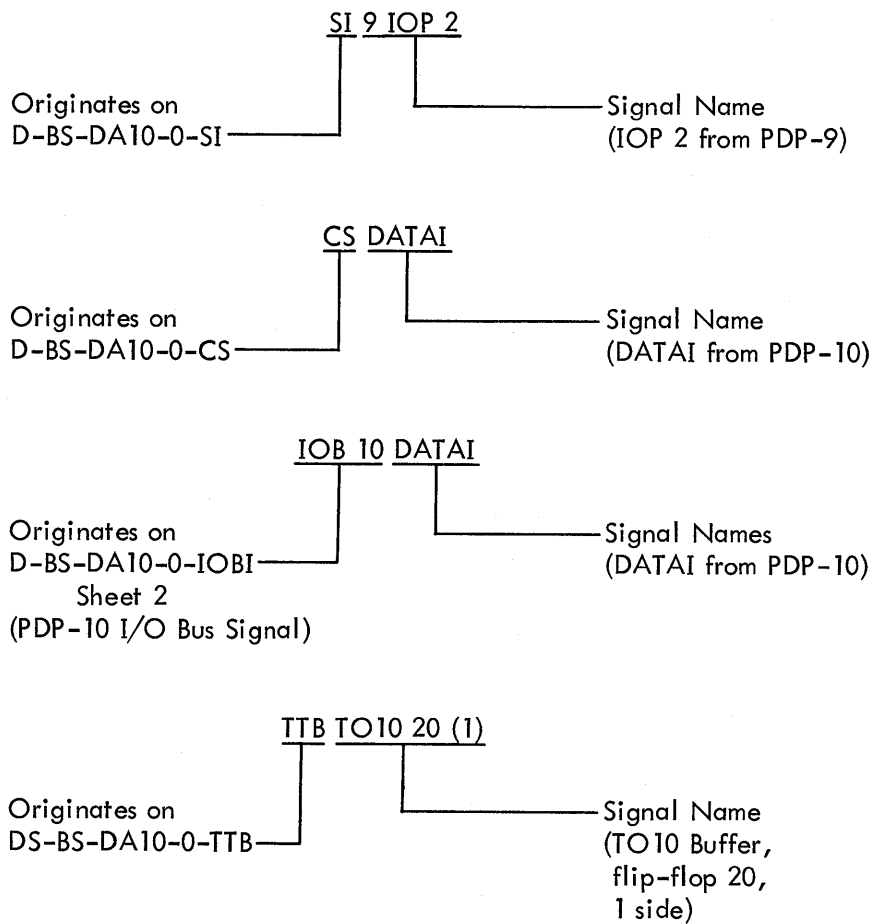 SI 9 IOP 2
Originates on
D-BS-DA10-0-SI
Signal Name
(IOP 2 from PDP-9)
CS DATAI
Originates on
D-BS-DA10-0-CS
Signal Name
(DATAI from PDP-10)
IOB 10 DATAI
Originates on
D-BS-DA10-0-IOBI
Sheet 2
(PDP-10 I/O Bus Signal)
Signal Names
(DATAI from PDP-10)
TTB TO10 20 (1)
Originates on
DS-BS-DA10-0-TTB
Signal Name
(TO10 Buffer,
flip-flop 20,
1 side)